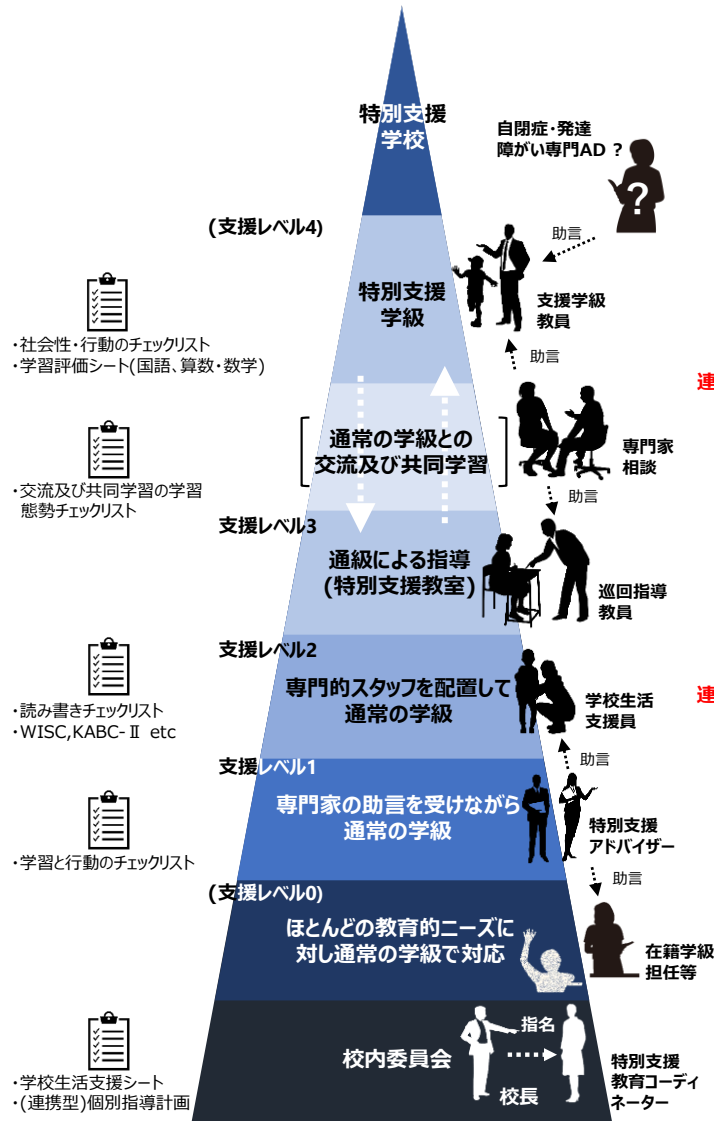 特別支援
学校
自閉症・発達
障がい専門AD ?
?
助言
(支援レベル4)
特別支援
学級
支援学級
教員
・社会性・行動のチェックリスト
・学習評価シート(国語、算数・数学)
助言
連
通常の学級との
交流及び共同学習
専門家
相談
・交流及び共同学習の学習
態勢チェックリスト
助言
支援レベル3
通級による指導
(特別支援教室)
巡回指導
教員
支援レベル2
専門的スタッフを配置して
通常の学級
学校生活
支援員
連
・読み書きチェックリスト
・WISC,KABC-Ⅱ etc
助言
支援レベル1
専門家の助言を受けながら
通常の学級
特別支援
アドバイザー
・学習と行動のチェックリスト
助言
(支援レベル0)
ほとんどの教育的ニーズに
対し通常の学級で対応
在籍学級
担任等
校内委員会
指名
校長
特別支援
教育コーディ
ネーター
・学校生活支援シート
・(連携型)個別指導計画